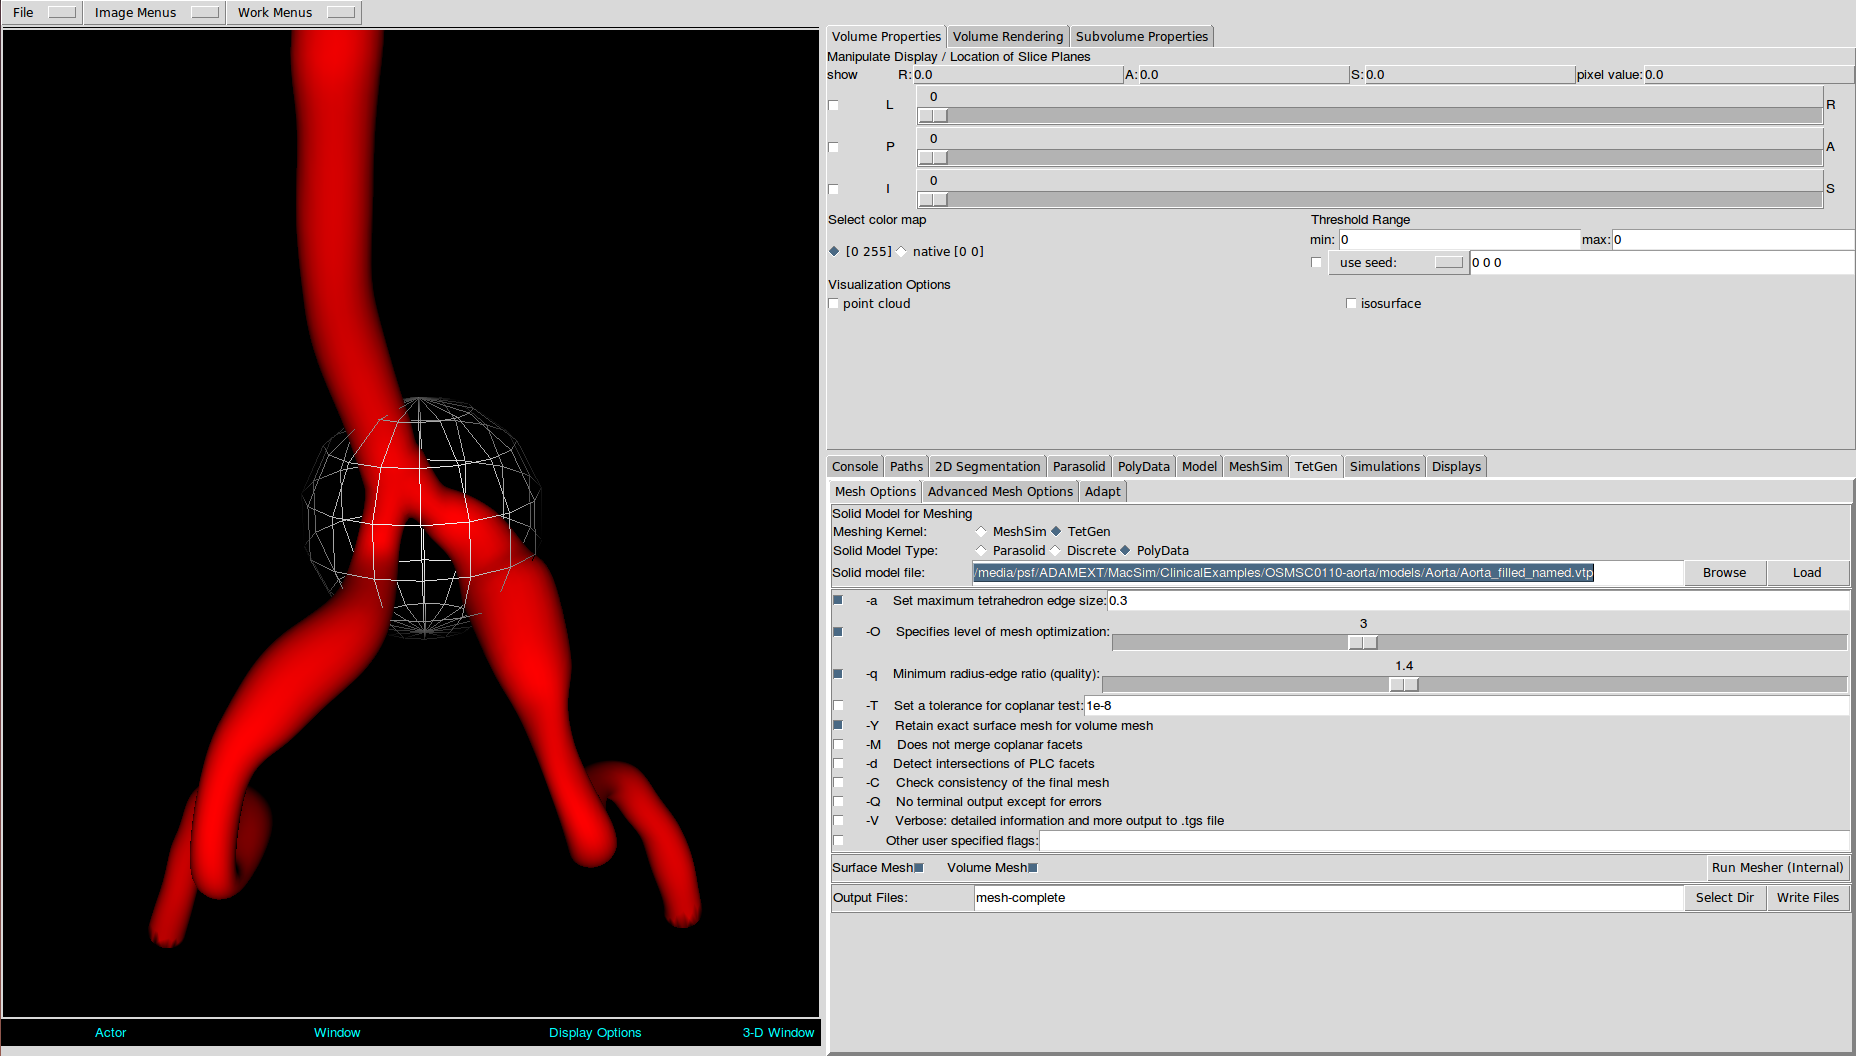 File Image Menus Work Menus
Volume Properties Volume Rendering Subvolume Properties
Manipulate Display / Location of Slice Planes
show R: 0.0 A: 0.0 S: 0.0 pixel value: 0.0
0
L R
0
P A
0
I S
Select color map Threshold Range
min: 0 max: 0
[0 255] native [0 0]
use seed: 0 0 0
Visualization Options
point cloud isosurface
Console Paths 2D Segmentation Parasolid PolyData Model MeshSim TetGen Simulations Displays
Mesh Options Advanced Mesh Options Adapt
Solid Model for Meshing
Meshing Kernel: MeshSim TetGen
Solid Model Type: Parasolid Discrete PolyData
Solid model file: /media/psf/ADAMEXT/MacSim/ClinicalExamples/OSMSC0110-aorta/models/Aorta/Aorta_filled_named.vtp Browse Load
-a Set maximum tetrahedron edge size: 0.3
3
-O Specifies level of mesh optimization:
1.4
-q Minimum radius-edge ratio (quality):
-T Set a tolerance for coplanar test: 1e-8
-Y Retain exact surface mesh for volume mesh
-M Does not merge coplanar facets
-d Detect intersections of PLC facets
-C Check consistency of the final mesh
-Q No terminal output except for errors
-V Verbose: detailed information and more output to .tgs file
Other user specified flags:
Surface Mesh Volume Mesh Run Mesher (Internal)
Output Files: mesh-complete Select Dir Write Files
Actor Window Display Options 3-D Window